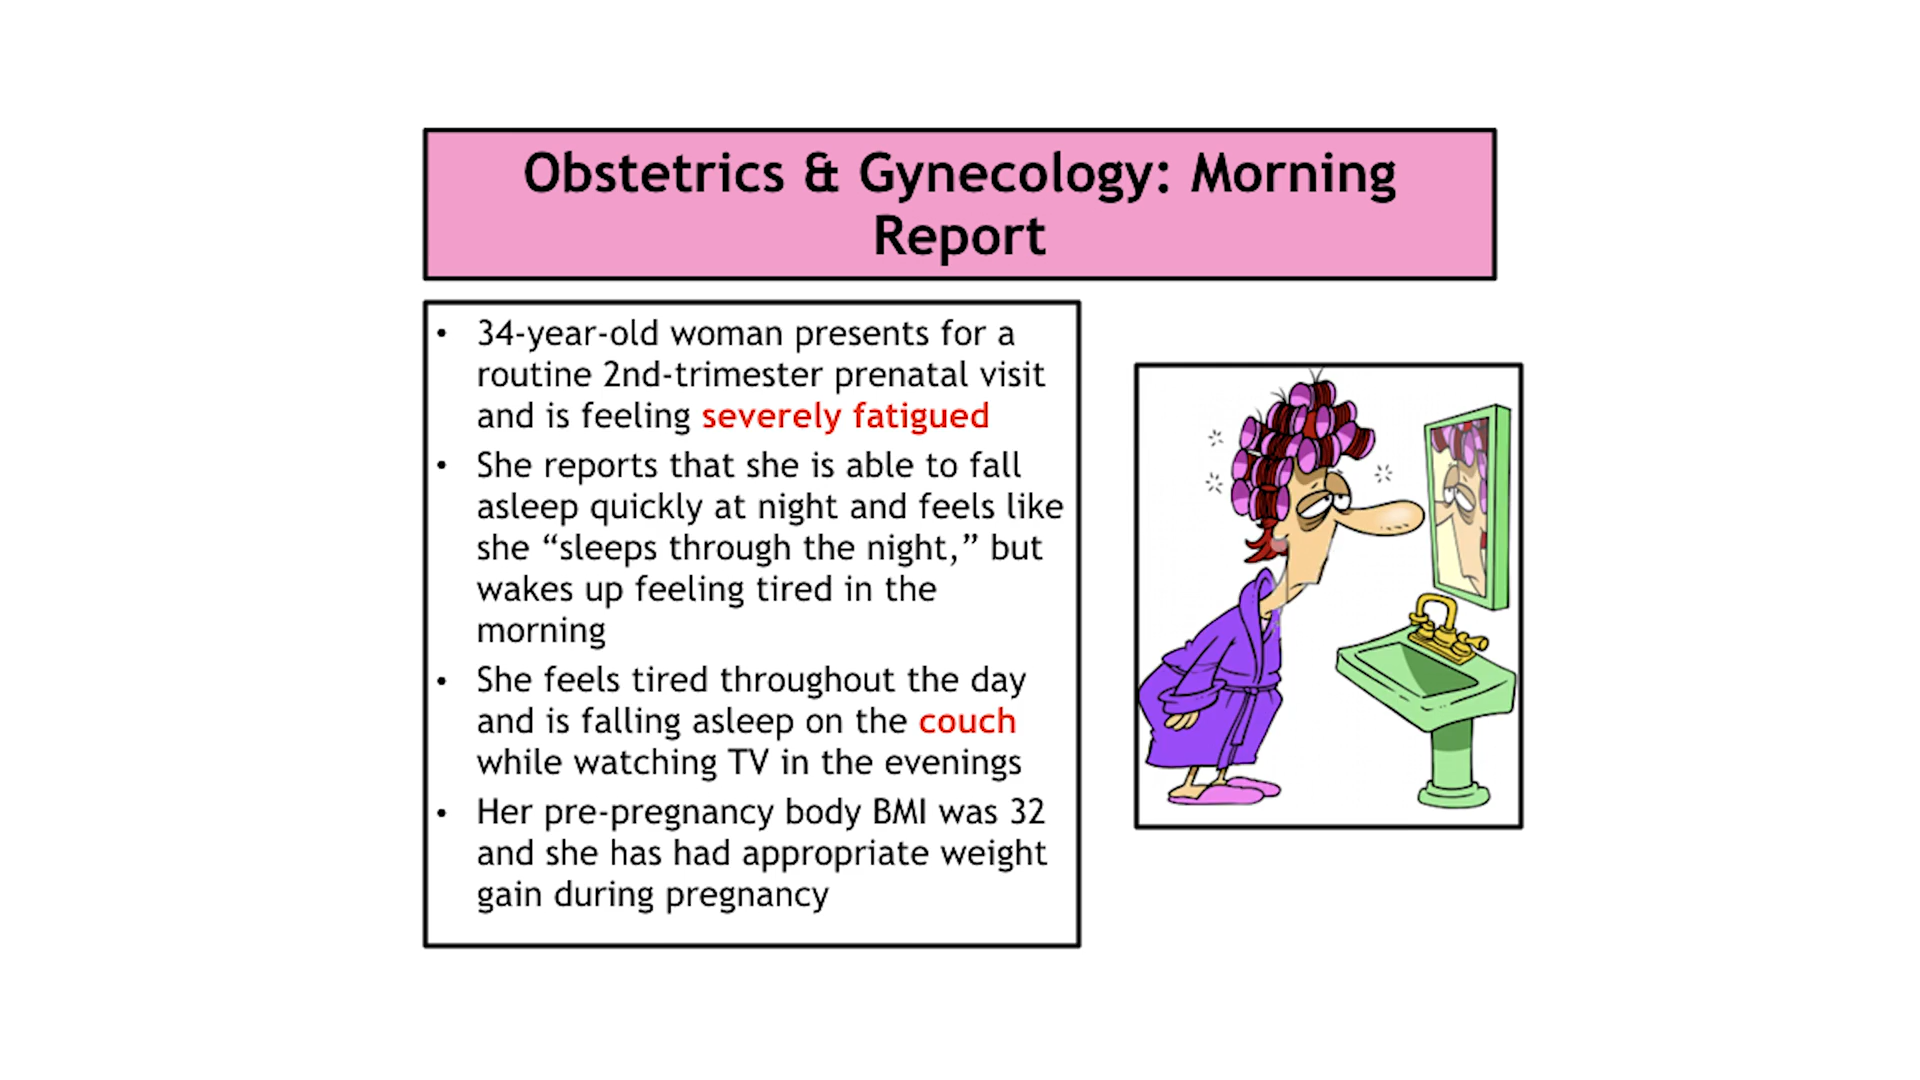 Obstetrics & Gynecology: Morning
Report
• 34-year-old woman presents for a
routine 2nd-trimester prenatal visit
and is feeling severely fatigued
• She reports that she is able to fall
asleep quickly at night and feels like
she “sleeps through the night,” but
wakes up feeling tired in the
morning
• She feels tired throughout the day
and is falling asleep on the couch
while watching TV in the evenings
• Her pre-pregnancy body BMI was 32
and she has had appropriate weight
gain during pregnancy